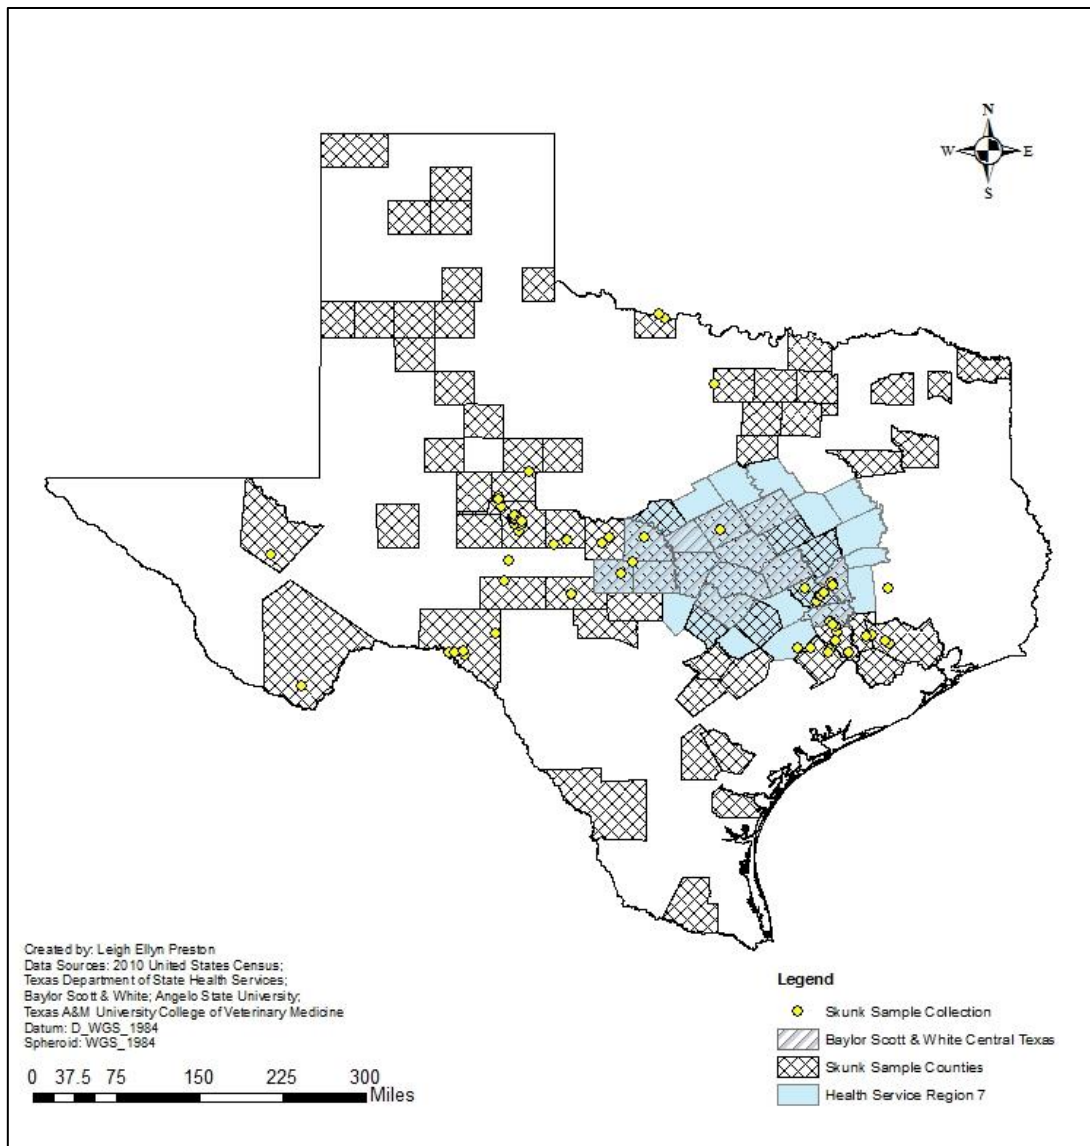 N
W E
S
Created by: Leigh Ellyn Preston
Data Sources: 2010 United States Census;
Texas Department of State Health Services;
Baylor Scott & White; Angelo State University;
Texas A&M University College of Veterinary Medicine
Datum: D_WGS_1984
Spheroid: WGS_1984
0 37.5 75 150 225 300
Miles
Legend
Skunk Sample Collection
Baylor Scott & White Central Texas
Skunk Sample Counties
Health Service Region 7